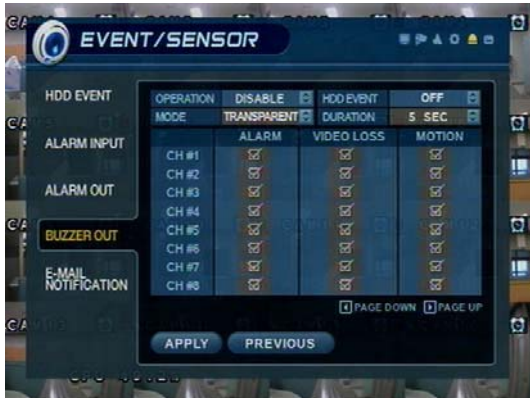 EVENT/SENSOR
HDD EVENT
ALARM INPUT
ALARM OUT
BUZZER OUT
E-MAIL
NOTIFICATION
OPERATION DISABLE HDD EVENT OFF
MODE TRANSPARENT DURATION 5 SEC
ALARM VIDEO LOSS MOTION
CH #1
CH #2
CH #3
CH #4
CH #5
CH #6
CH #7
CH #8
PAGE DOWN PAGE UP
APPLY PREVIOUS